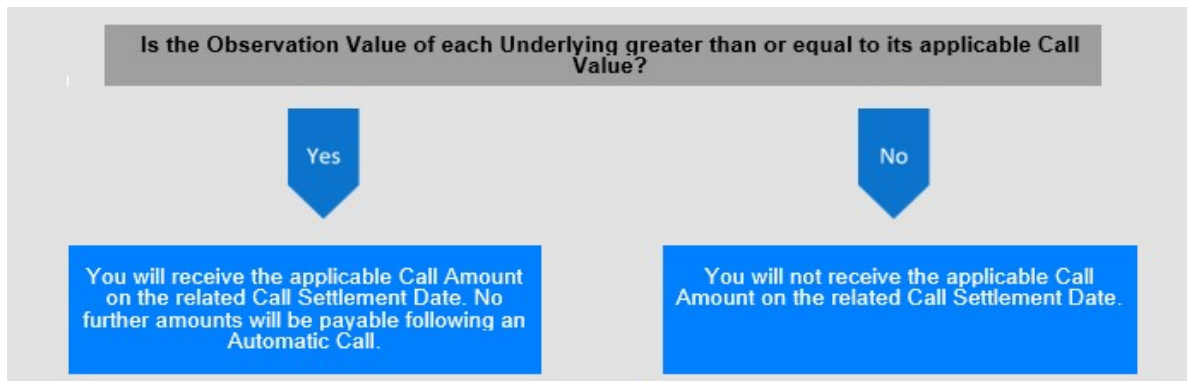 Is the Observation Value of each Underlying greater than or equal to its applicable Call
Value?
Yes
No
You will receive the applicable Call Amount
on the related Call Settlement Date. No
further amounts will be payable following an
Automatic Call.
You will not receive the applicable Call
Amount on the related Call Settlement Date.